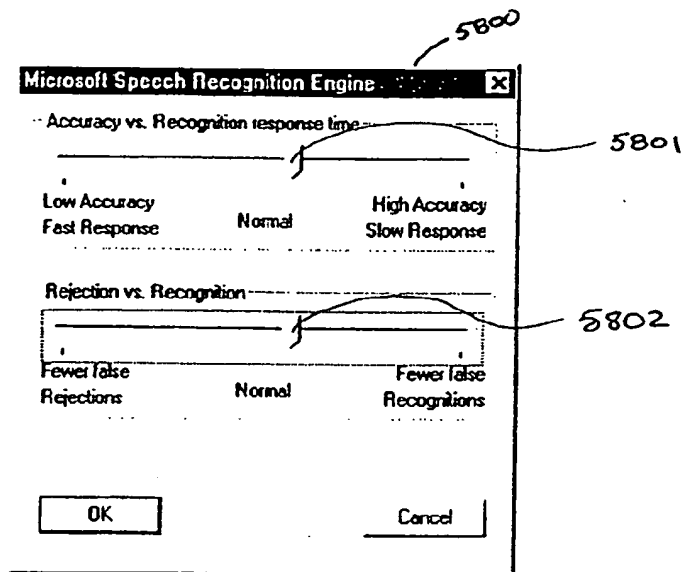 5800
Microsoft Speech Recognition Engine
Accuracy vs. Recognition response time
5801
Low Accuracy
Fast Response
Normal
High Accuracy
Slow Response
Rejection vs. Recognition
5802
Fewer false
Rejections
Normal
Fewer false
Recognitions
OK
Cancel